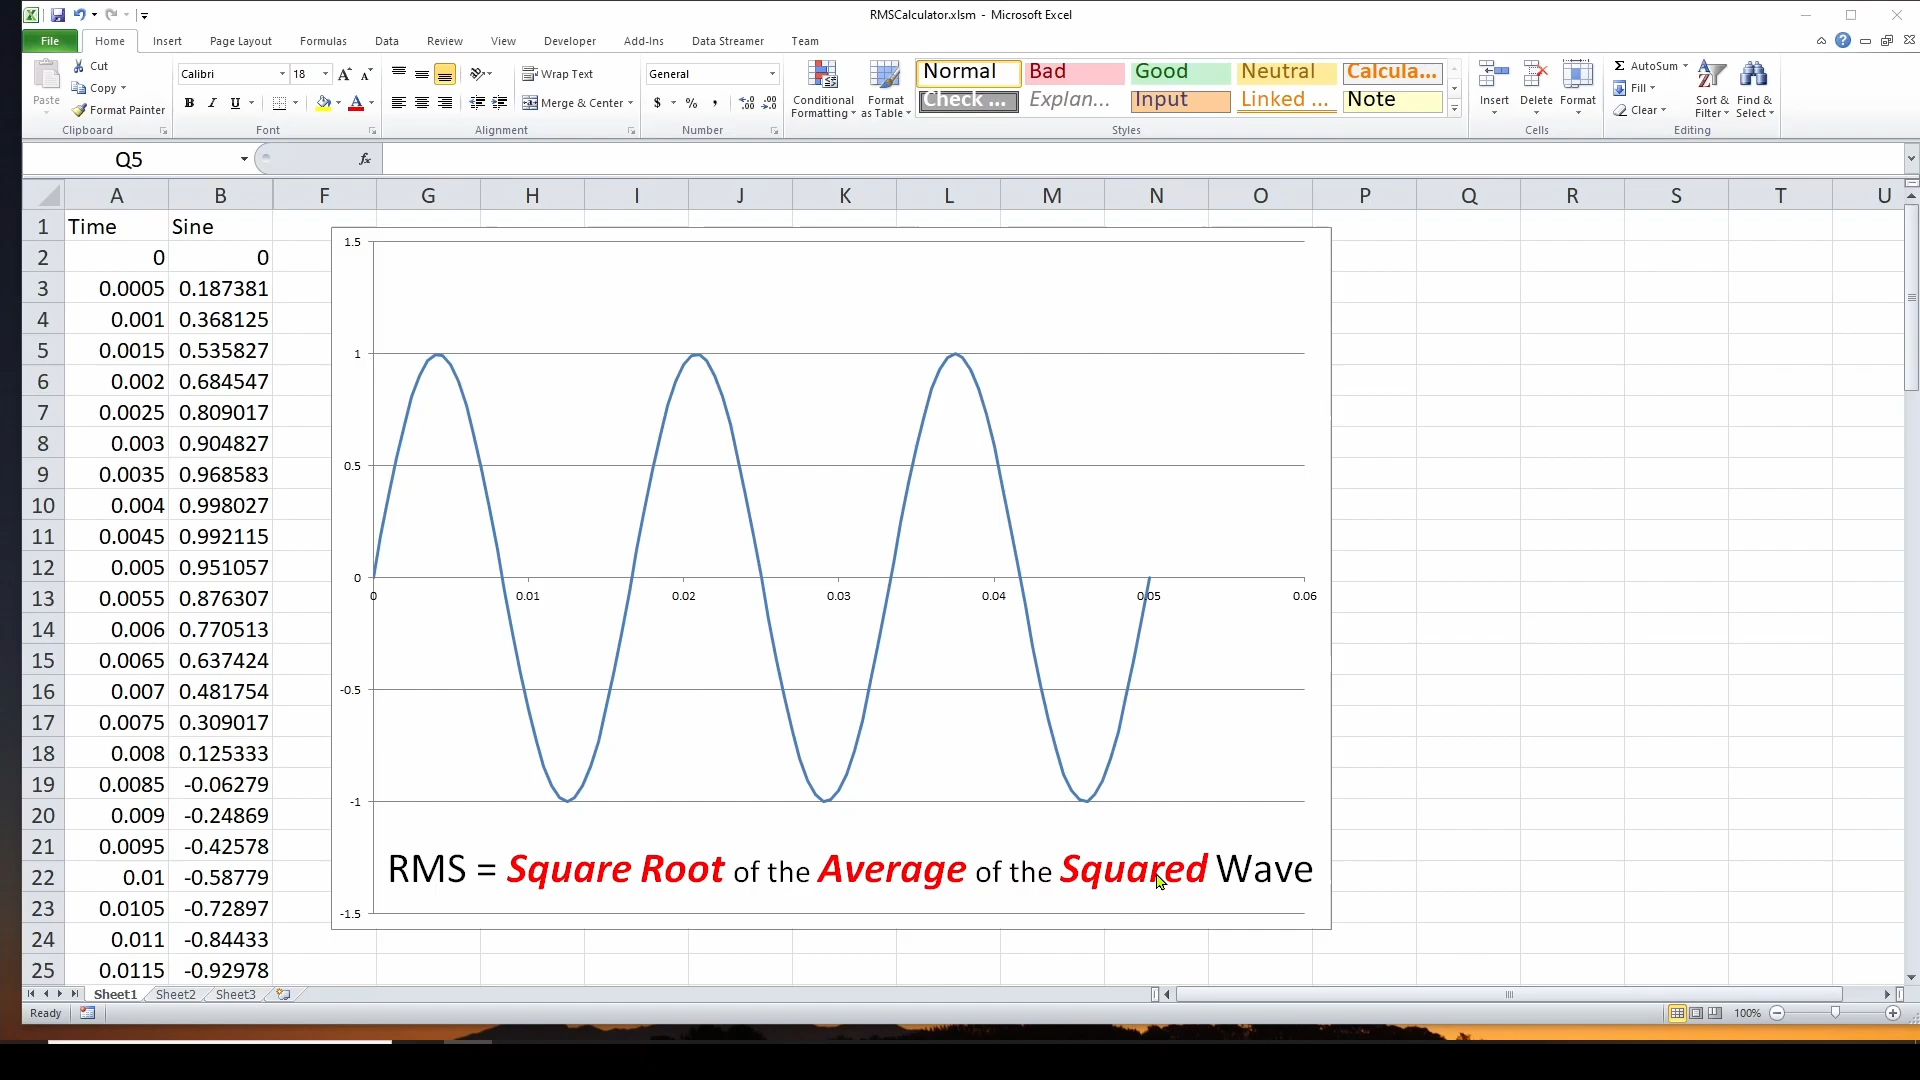 RMSCalculator.xlsm - Microsoft Excel
File Home Insert Page Layout Formulas Data Review View Developer Add-Ins Data Streamer Team
Paste
Cut
Copy
Format Painter
Clipboard
Calibri 18
B I U
Font
Wrap Text
Merge & Center
Alignment
General
$ % ,
Number
Conditional Formatting
Format as Table
Normal Bad Good Neutral Calcula...
Check ... Explan... Input Linked ... Note
Styles
Insert Delete Format
Cells
Σ AutoSum
Fill
Clear
Sort & Filter
Find & Select
Editing
Q5 fx
A B F G H I J K L M N O P Q R S T U
1 Time Sine
2 0 0
3 0.0005 0.187381
4 0.001 0.368125
5 0.0015 0.535827
6 0.002 0.684547
7 0.0025 0.809017
8 0.003 0.904827
9 0.0035 0.968583
10 0.004 0.998027
11 0.0045 0.992115
12 0.005 0.951057
13 0.0055 0.876307
14 0.006 0.770513
15 0.0065 0.637424
16 0.007 0.481754
17 0.0075 0.309017
18 0.008 0.125333
19 0.0085 -0.06279
20 0.009 -0.24869
21 0.0095 -0.42578
22 0.01 -0.58779
23 0.0105 -0.72897
24 0.011 -0.84433
25 0.0115 -0.92978
1.5
1
0.5
0
-0.5
-1
-1.5
0 0.01 0.02 0.03 0.04 0.05 0.06
RMS = Square Root of the Average of the Squared Wave
Sheet1 Sheet2 Sheet3
Ready 100%